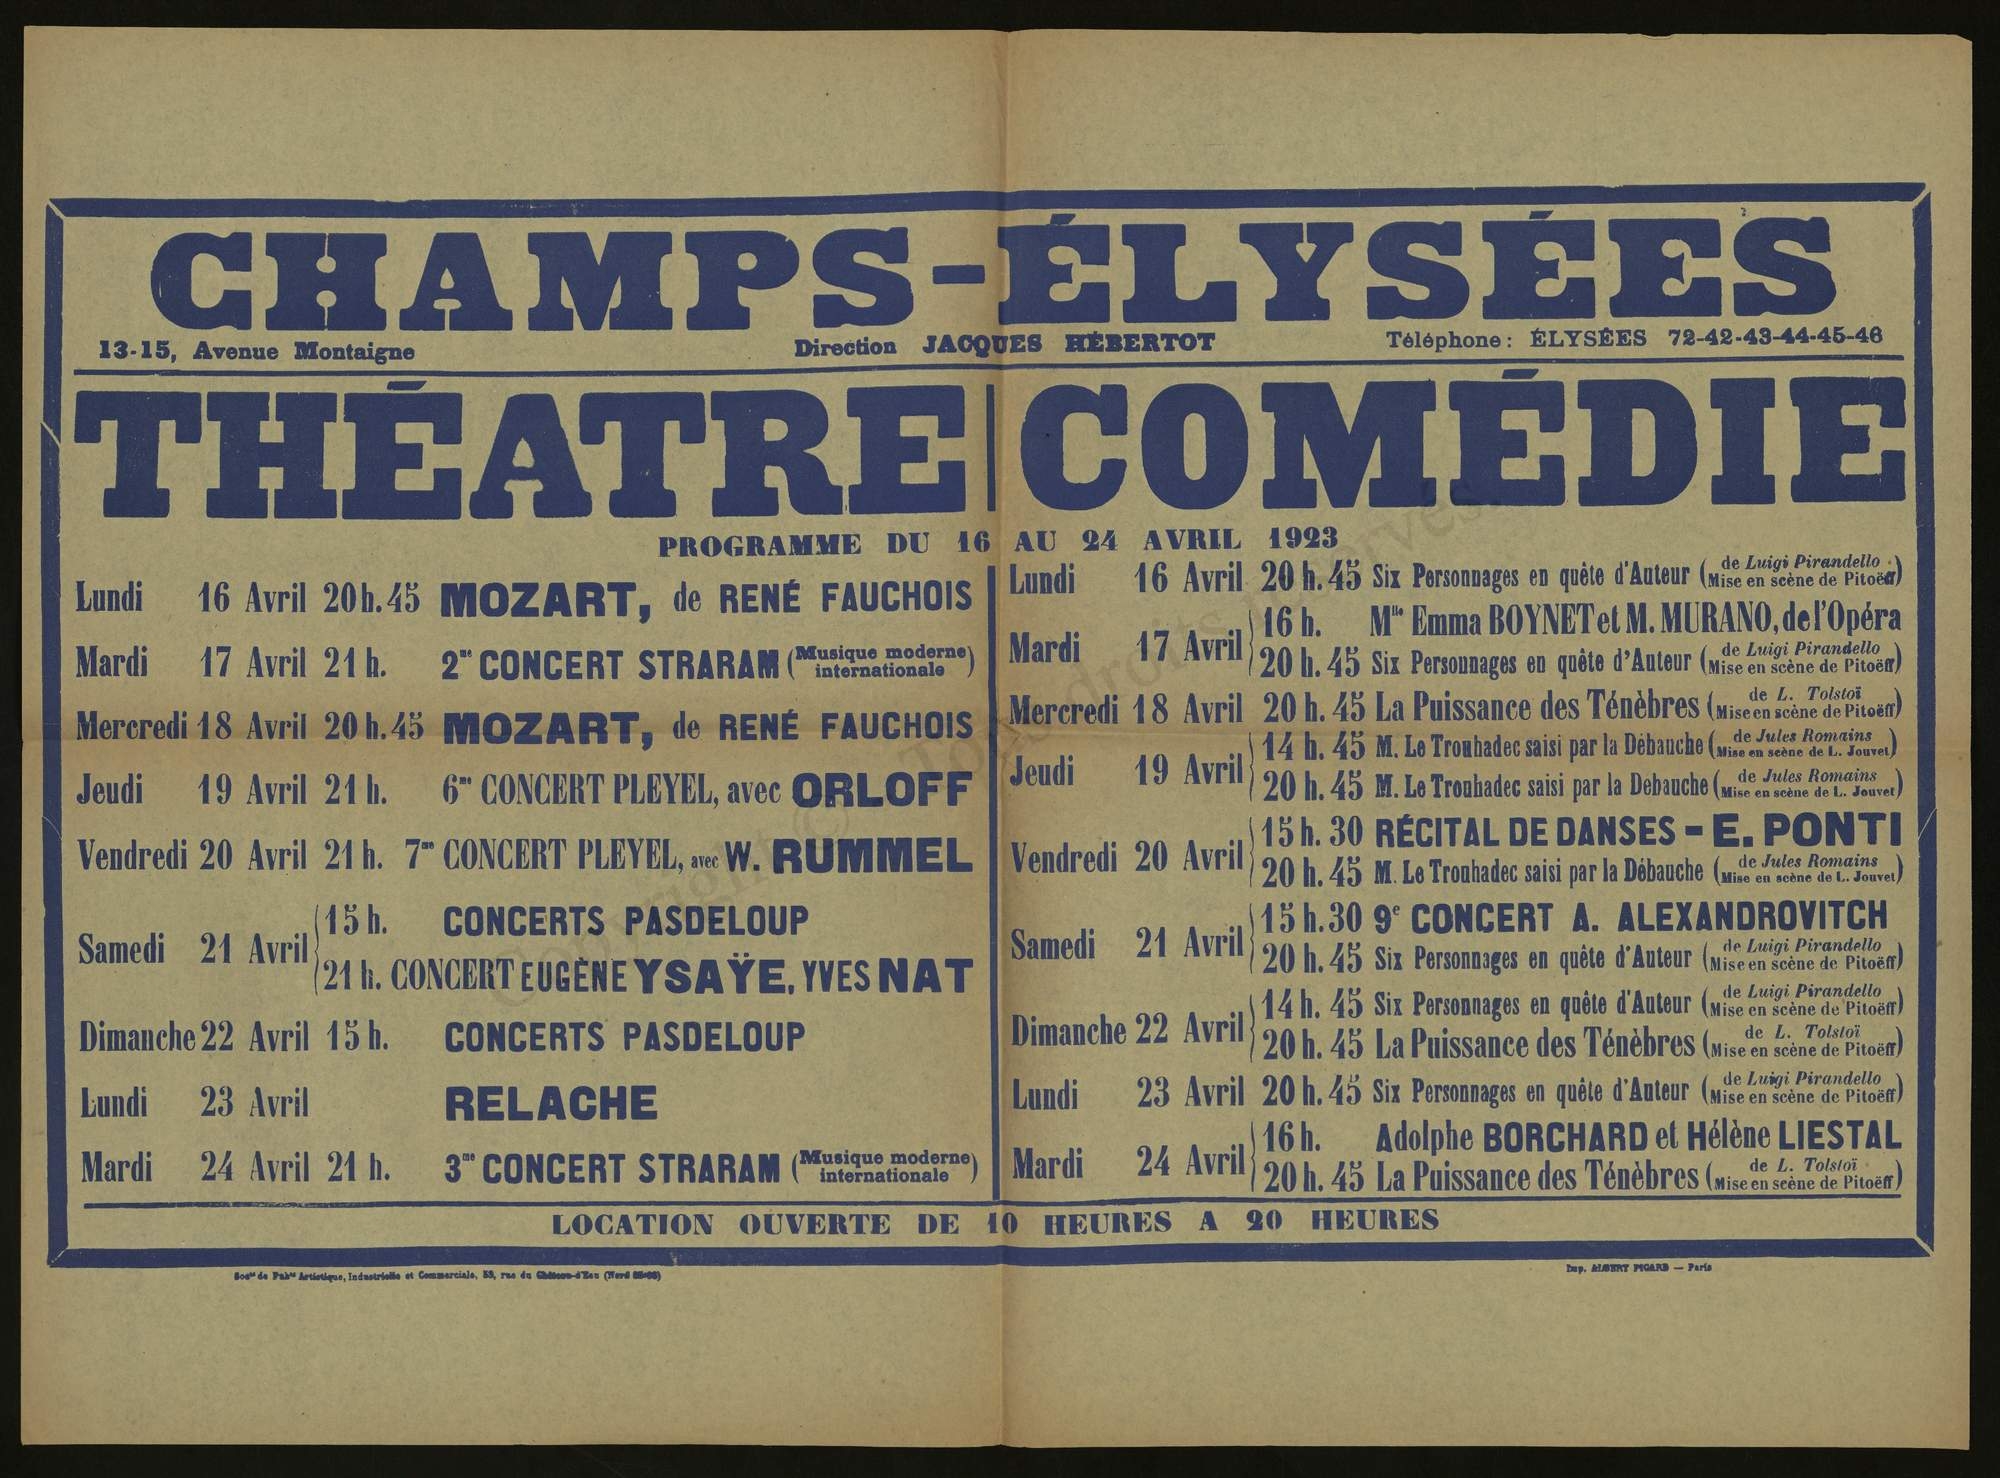 CHAMPS-ÉLYSÉES
13-15, Avenue Montaigne Direction JACQUES HÉBERTOT Téléphone: ÉLYSÉES 72-42-43-44-45-46
THÉATRE COMÉDIE
PROGRAMME DU 16 AU 24 AVRIL 1923
Lundi 16 Avril 20h.45 MOZART, de RENÉ FAUCHOIS
Mardi 17 Avril 21 h. 2me CONCERT STRARAM (Musique moderne internationale)
Mercredi 18 Avril 20 h.45 MOZART, de RENÉ FAUCHOIS
Jeudi 19 Avril 21 h. 6me CONCERT PLEYEL, avec ORLOFF
Vendredi 20 Avril 21 h. 7me CONCERT PLEYEL, avec W. RUMMEL
Samedi 21 Avril 15 h. CONCERTS PASDELOUP
21 h. CONCERT EUGÈNE YSAŸE, YVES NAT
Dimanche 22 Avril 15 h. CONCERTS PASDELOUP
Lundi 23 Avril RELACHE
Mardi 24 Avril 21 h. 3me CONCERT STRARAM (Musique moderne internationale)
Lundi 16 Avril 20 h. 45 Six Personnages en quête d'Auteur (de Luigi Pirandello Mise en scène de Pitoëff)
Mardi 17 Avril 16 h. Mlle Emma BOYNET et M. MURANO, de l'Opéra
20 h. 45 Six Personnages en quête d'Auteur (de Luigi Pirandello Mise en scène de Pitoëff)
Mercredi 18 Avril 20 h. 45 La Puissance des Ténèbres (de L. Tolstoï Mise en scène de Pitoëff)
Jeudi 19 Avril 14 h. 45 M. Le Trouhadec saisi par la Débauche (de Jules Romains Mise en scène de L. Jouvet)
20 h. 45 M. Le Trouhadec saisi par la Debauche (de Jules Romains Mise en scène de L. Jouvet)
Vendredi 20 Avril 15 h. 30 RÉCITAL DE DANSES - E. PONTI
20 h. 45 M. Le Trouhadec saisi par la Débauche (de Jules Romains Mise en scène de L. Jouvet)
Samedi 21 Avril 15 h. 30 9e CONCERT A. ALEXANDROVITCH
20 h. 45 Six Personnages en quête d'Auteur (de Luigi Pirandello Mise en scène de Pitoëff)
Dimanche 22 Avril 14 h. 45 Six Personnages en quête d'Auteur (de Luigi Pirandello Mise en scène de Pitoëff)
20 h. 45 La Puissance des Ténèbres (de L. Tolstoï Mise en scène de Pitoëff)
Lundi 23 Avril 20 h. 45 Six Personnages en quête d'Auteur (de Luigi Pirandello Mise en scène de Pitoëff)
Mardi 24 Avril 16 h. Adolphe BORCHARD et Hélène LIESTAL
20 h. 45 La Puissance des Ténèbres (de L. Tolstoï Mise en scène de Pitoëff)
LOCATION OUVERTE DE 10 HEURES A 20 HEURES
Artistique, Industrielle et Commerciale, 53, rue du Château-d'Eau
Imp. ALBERT PICARD — Paris
Copyright © Tous droits réservés.